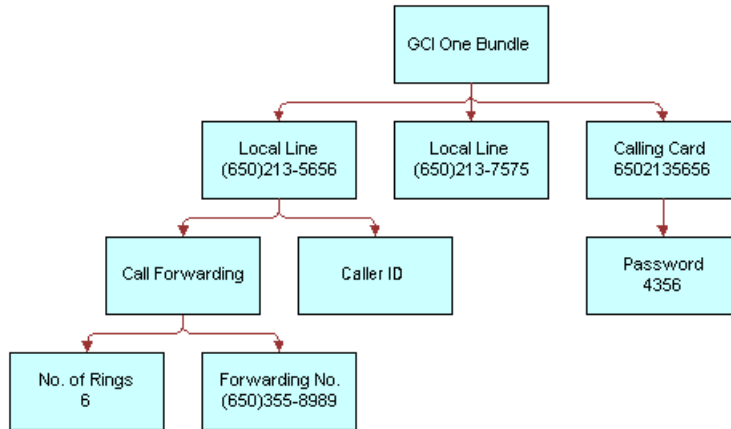 GCI One Bundle
Local Line
(650)213-5656
Local Line
(650)213-7575
Calling Card
6502135656
Call Forwarding
Caller ID
Password
4356
No. of Rings
6
Forwarding No.
(650)355-8989